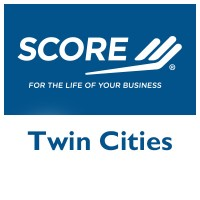 SCORE ®
FOR THE LIFE OF YOUR BUSINESS
Twin Cities